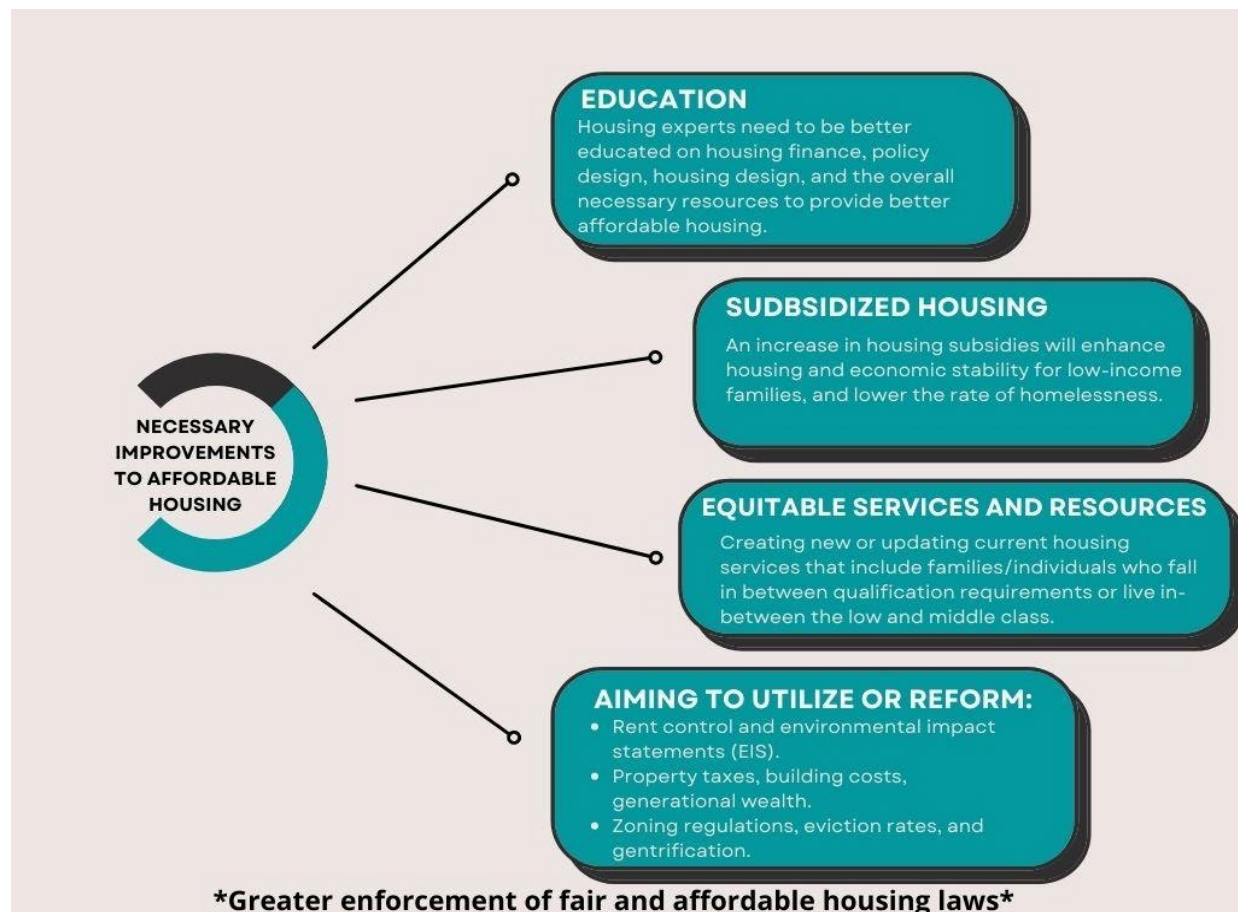 NECESSARY
IMPROVEMENTS
TO AFFORDABLE
HOUSING
EDUCATION
Housing experts need to be better
educated on housing finance, policy
design, housing design, and the overall
necessary resources to provide better
affordable housing.
SUDBSIDIZED HOUSING
An increase in housing subsidies will enhance
housing and economic stability for low-income
families, and lower the rate of homelessness.
EQUITABLE SERVICES AND RESOURCES
Creating new or updating current housing
services that include families/individuals who fall
in between qualification requirements or live in-
between the low and middle class.
AIMING TO UTILIZE OR REFORM:
• Rent control and environmental impact
statements (EIS).
• Property taxes, building costs,
generational wealth.
• Zoning regulations, eviction rates, and
gentrification.
*Greater enforcement of fair and affordable housing laws*